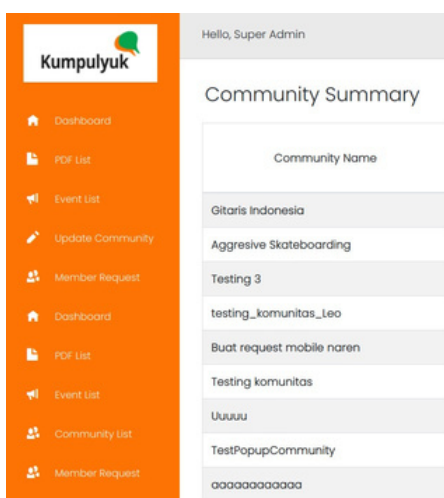 Kumpulyuk
Dashboard
PDF List
Event List
Update Community
Member Request
Dashboard
PDF List
Event List
Community List
Member Request
Hello, Super Admin
Community Summary
Community Name
Gitaris Indonesia
Aggresive Skateboarding
Testing 3
testing_komunitas_Leo
Buat request mobile naren
Testing komunitas
Uuuuu
TestPopupCommunity
aaaaaaaaaaaa